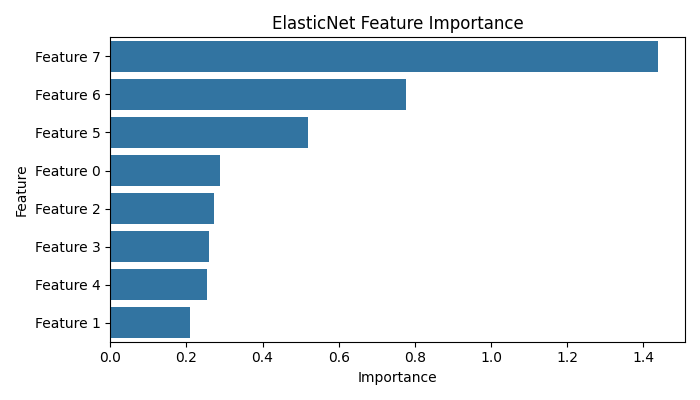 ElasticNet Feature Importance
Feature
Feature 7
Feature 6
Feature 5
Feature 0
Feature 2
Feature 3
Feature 4
Feature 1
0.0 0.2 0.4 0.6 0.8 1.0 1.2 1.4
Importance